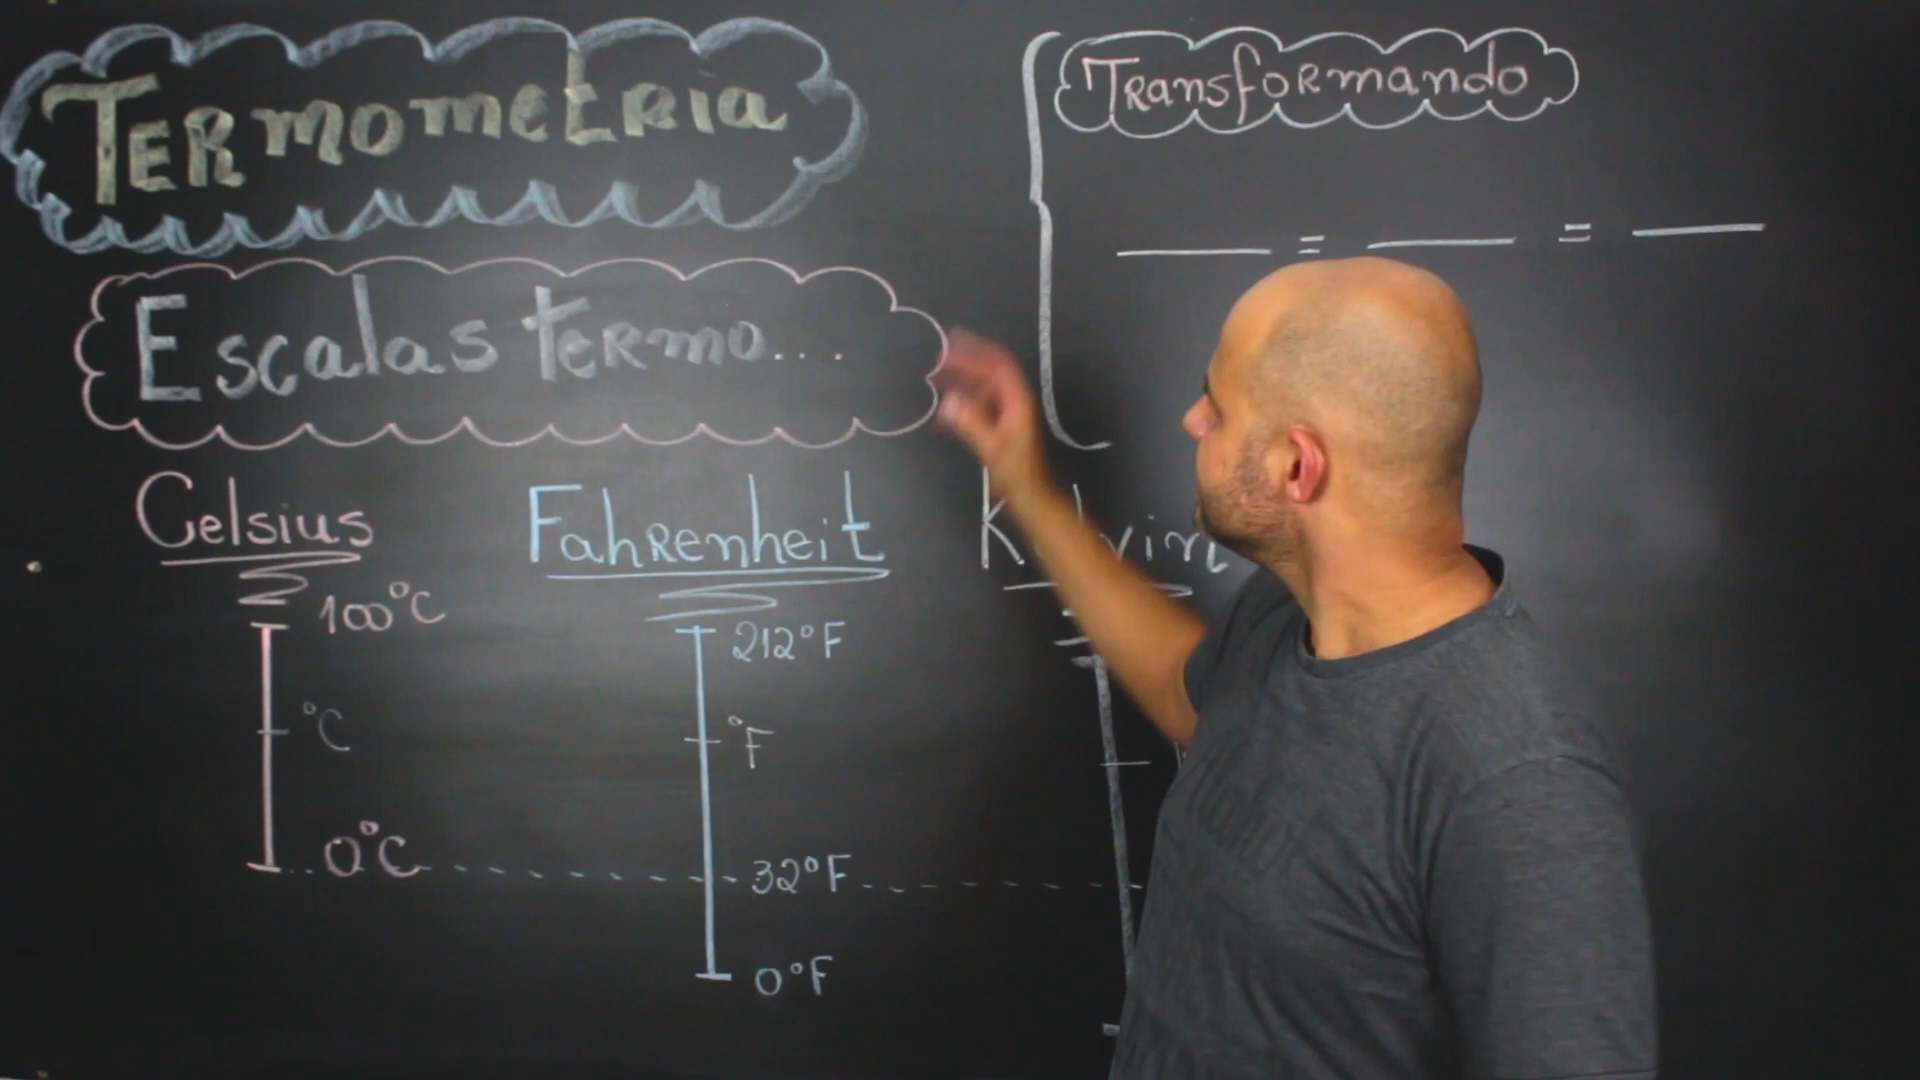 Termometria
Escalas termo...
Celsius
100°C
°C
0°C
Fahrenheit
212°F
°F
32°F
0°F
Transformando
= =